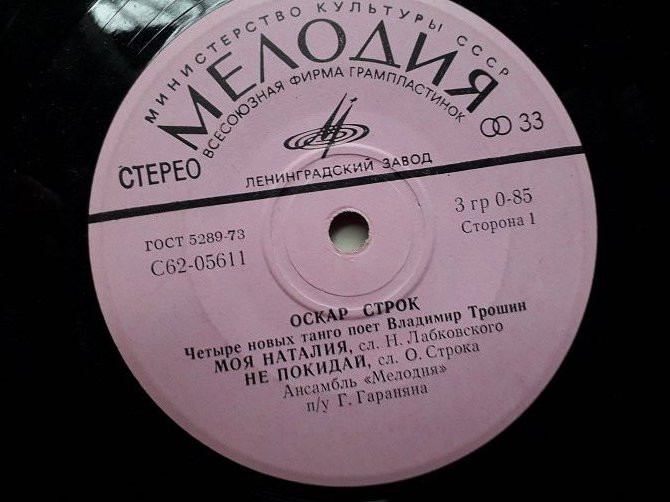 МИНИСТЕРСТВО КУЛЬТУРЫ СССР
МЕЛОДИЯ
ВСЕСОЮЗНАЯ ФИРМА ГРАМПЛАСТИНОК
СТЕРЕО
33
ЛЕНИНГРАДСКИЙ ЗАВОД
ГОСТ 5289-73
3 гр 0-85
С62-05611
Сторона 1
ОСКАР СТРОК
Четыре новых танго поет Владимир Трошин
МОЯ НАТАЛИЯ, сл. Н. Лабковского
НЕ ПОКИДАЙ, сл. О. Строка
Ансамбль «Мелодия»
п/у Г. Гараняна